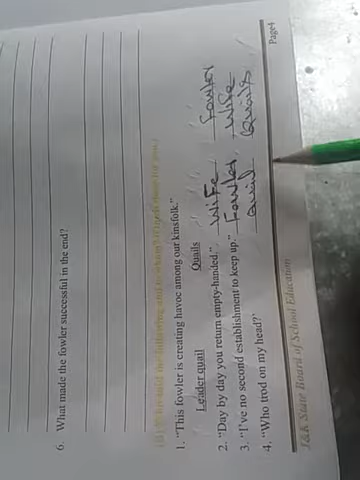 6. What made the fowler successful in the end?
1. "This fowler is creating havoc among our kinsfolk."
Leader quail Quails
2. "Day by day you return empty-handed." Wife Fowler
3. "I've no second establishment to keep up." Fowler Wife
4. "Who trod on my head?' Quail Quails
J&K State Board of School Education
Page4